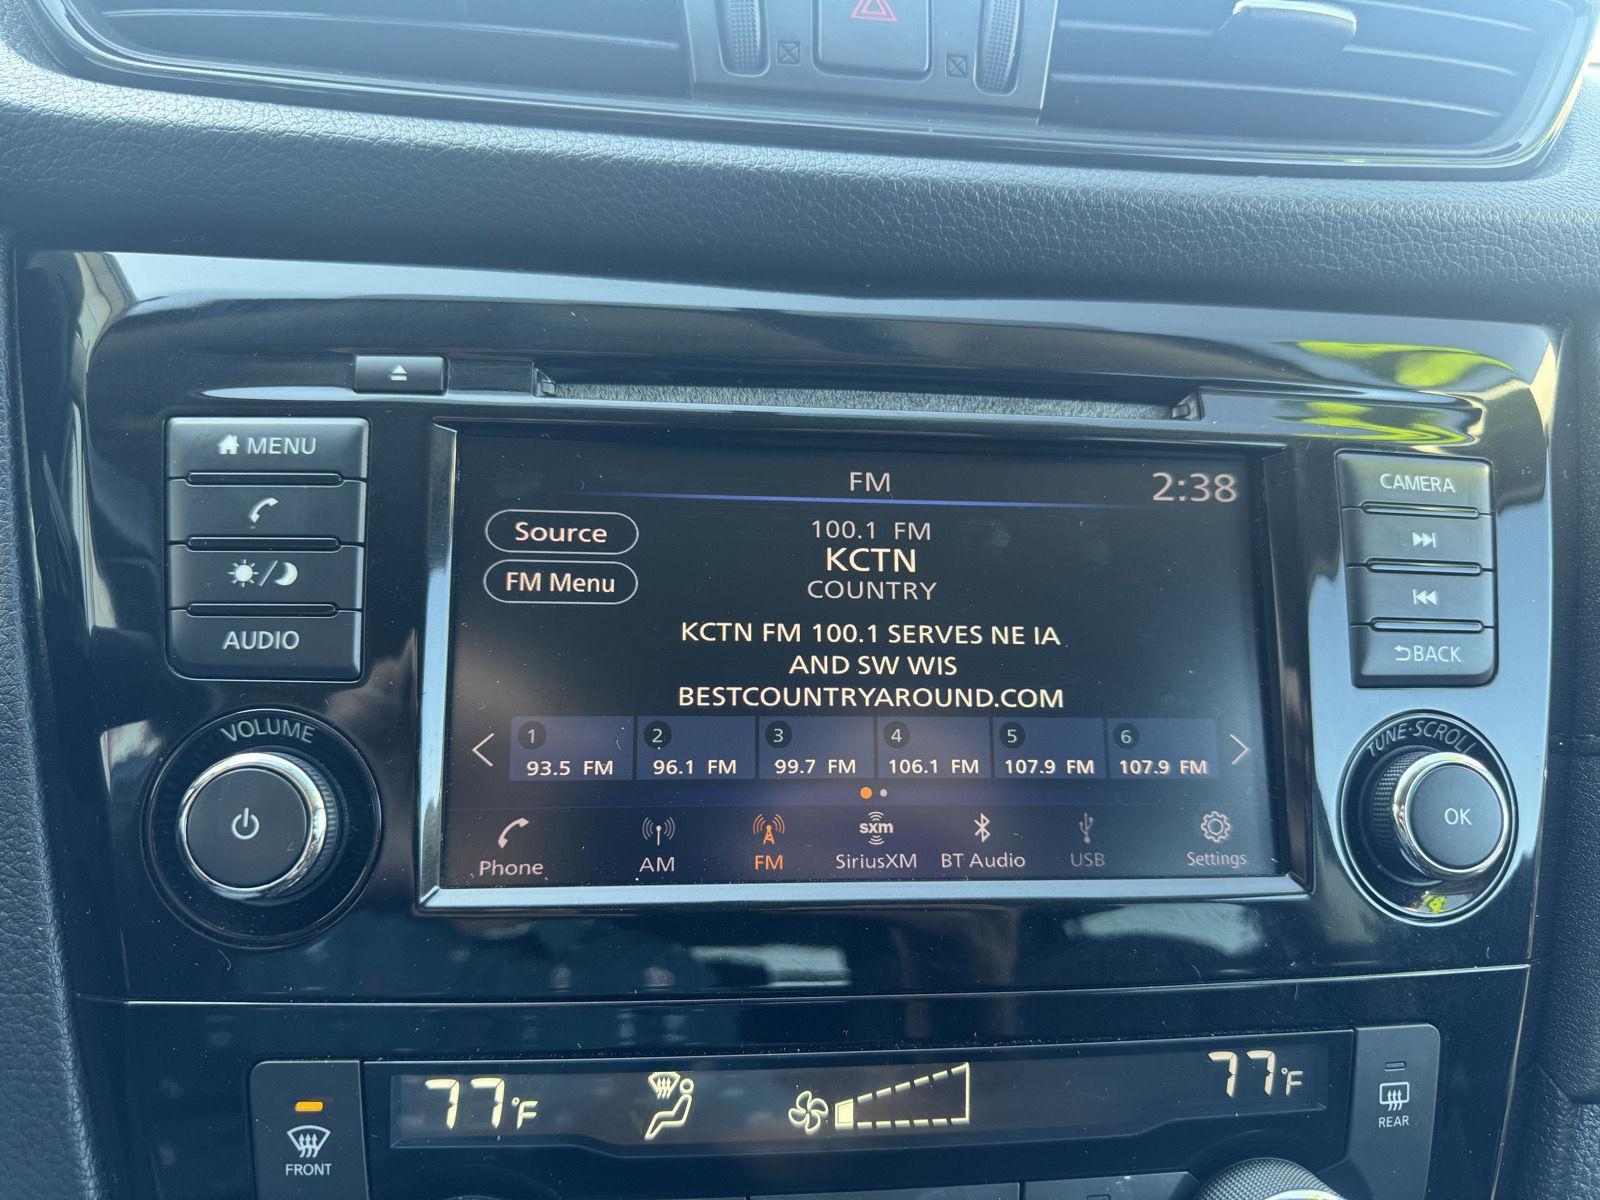 MENU
AUDIO
VOLUME
FM
2:38
Source
FM Menu
100.1 FM
KCTN
COUNTRY
KCTN FM 100.1 SERVES NE IA
AND SW WIS
BESTCOUNTRYAROUND.COM
1 2 3 4 5 6
93.5 FM 96.1 FM 99.7 FM 106.1 FM 107.9 FM 107.9 FM
Phone AM FM sxm SiriusXM BT Audio USB Settings
CAMERA
BACK
TUNE·SCROLL
OK
77°F
77°F
FRONT
REAR